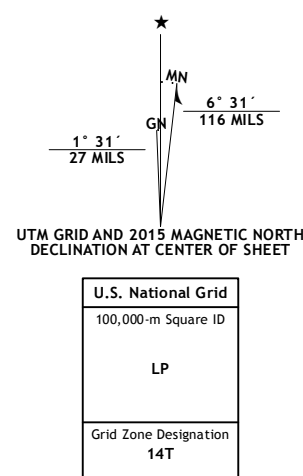 ★
MN
GN
6° 31´
116 MILS
1° 31´
27 MILS
UTM GRID AND 2015 MAGNETIC NORTH
DECLINATION AT CENTER OF SHEET
U.S. National Grid
100,000-m Square ID
LP
Grid Zone Designation
14T